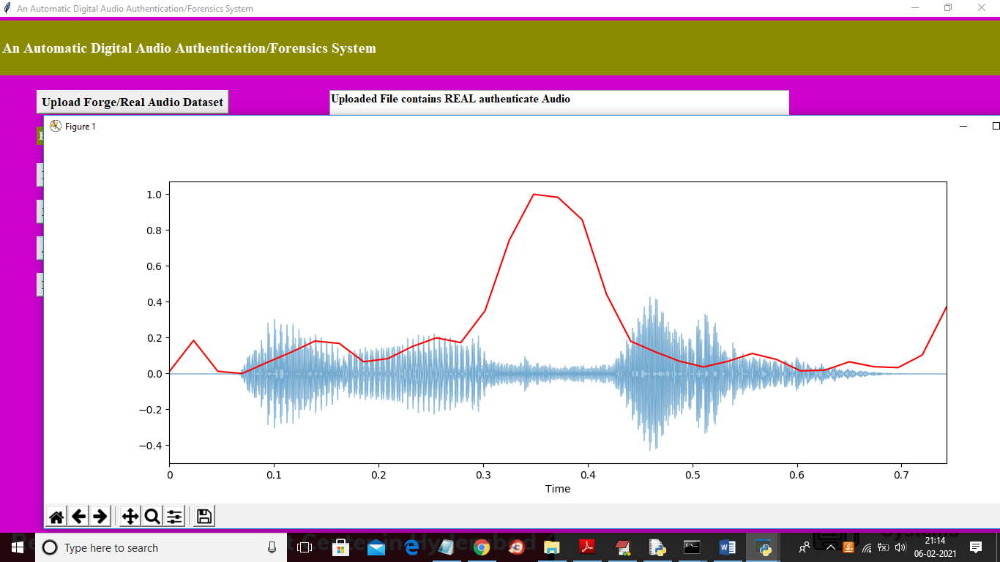 An Automatic Digital Audio Authentication/Forensics System
An Automatic Digital Audio Authentication/Forensics System
Upload Forge/Real Audio Dataset
Uploaded File contains REAL authenticate Audio
Figure 1
1.0
0.8
0.6
0.4
0.2
0.0
−0.2
−0.4
0 0.1 0.2 0.3 0.4 0.5 0.6 0.7
Time
Type here to search
21:14
06-02-2021